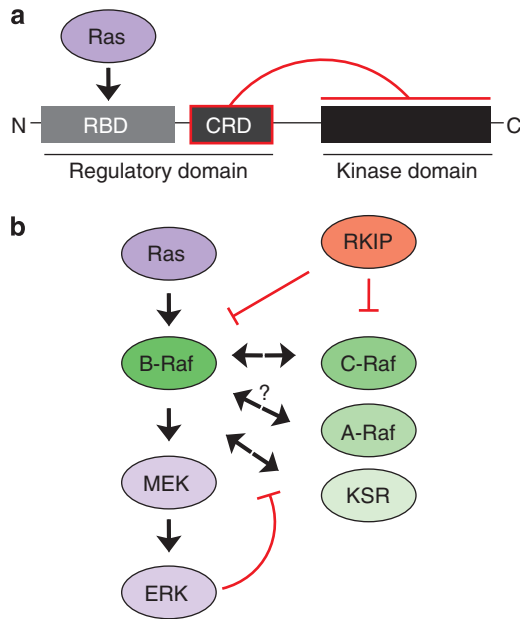 a
Ras
N RBD CRD C
Regulatory domain Kinase domain
b
Ras RKIP
B-Raf C-Raf
?
A-Raf
MEK KSR
ERK